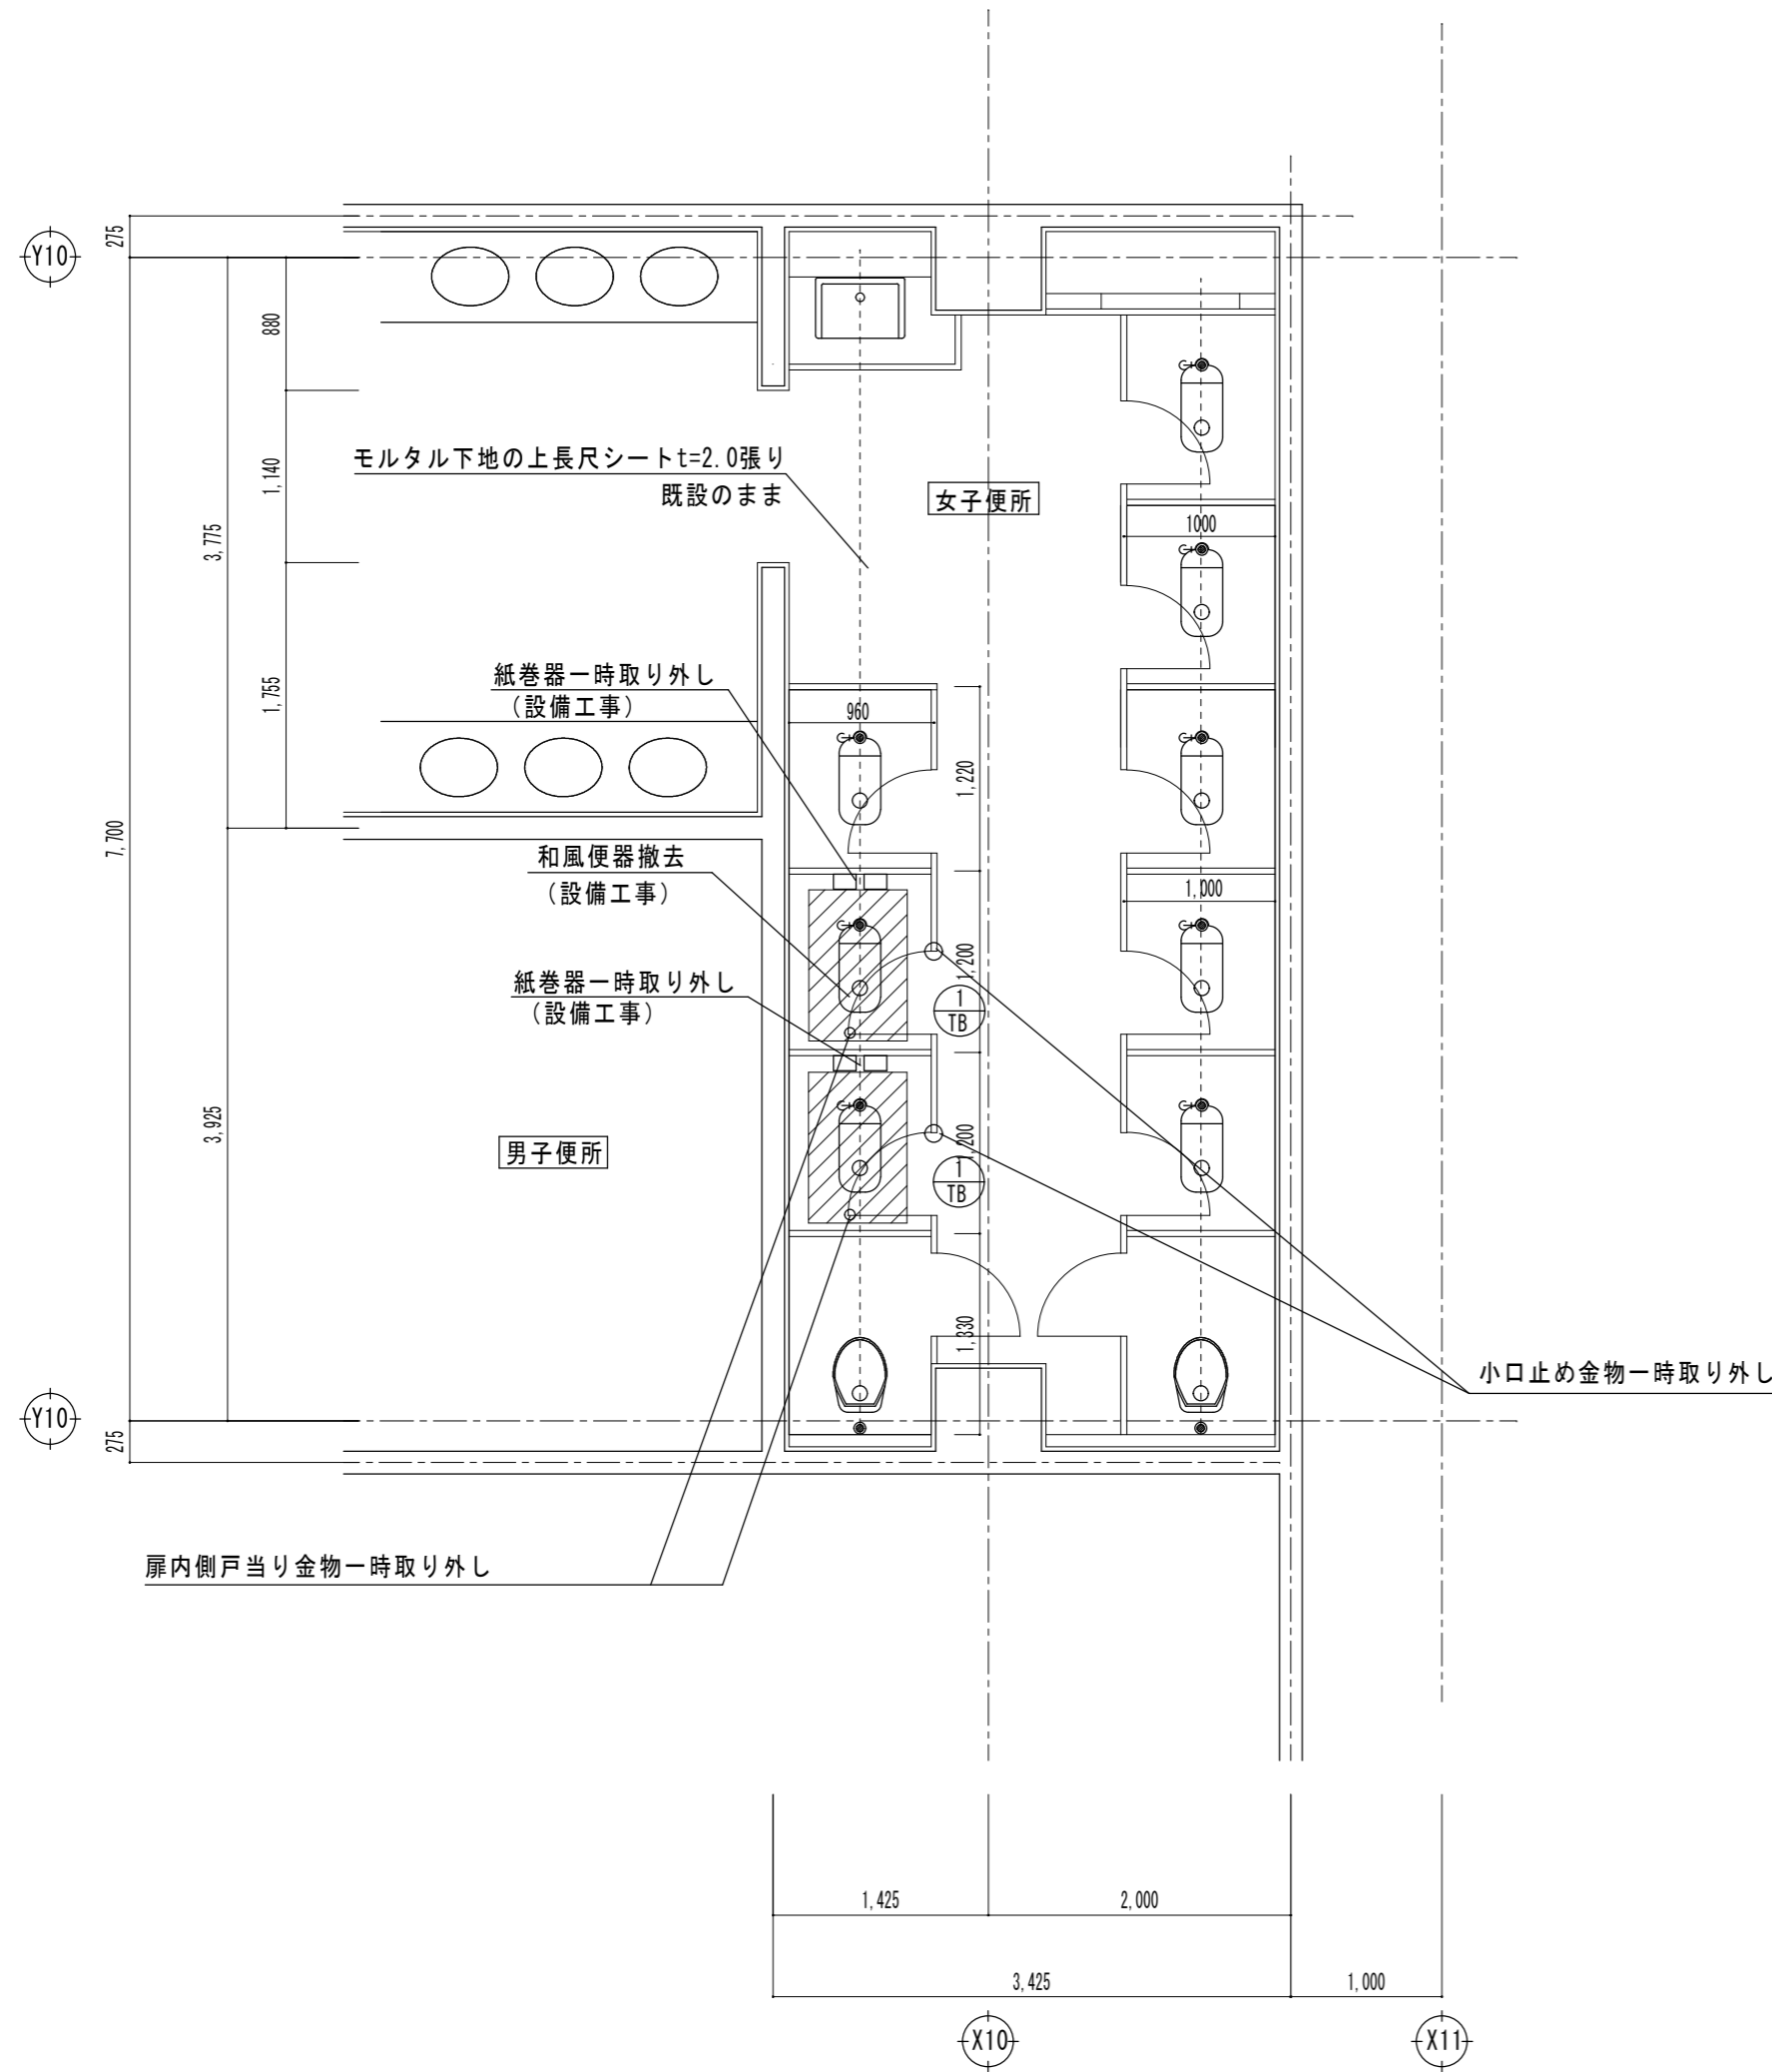 275
Y10
880
モルタル下地の上長尺シートt=2.0張り
既設のまま
女子便所
1,140
3,775
1000
紙巻器一時取り外し
(設備工事)
1,755
960
1,220
7,700
和風便器撤去
(設備工事)
1,000
1,200
紙巻器一時取り外し
(設備工事)
1
TB
3,925
男子便所
1,200
1
TB
1,330
小口止め金物一時取り外し
Y10
275
扉内側戸当り金物一時取り外し
1,425
2,000
3,425
1,000
X10
X11